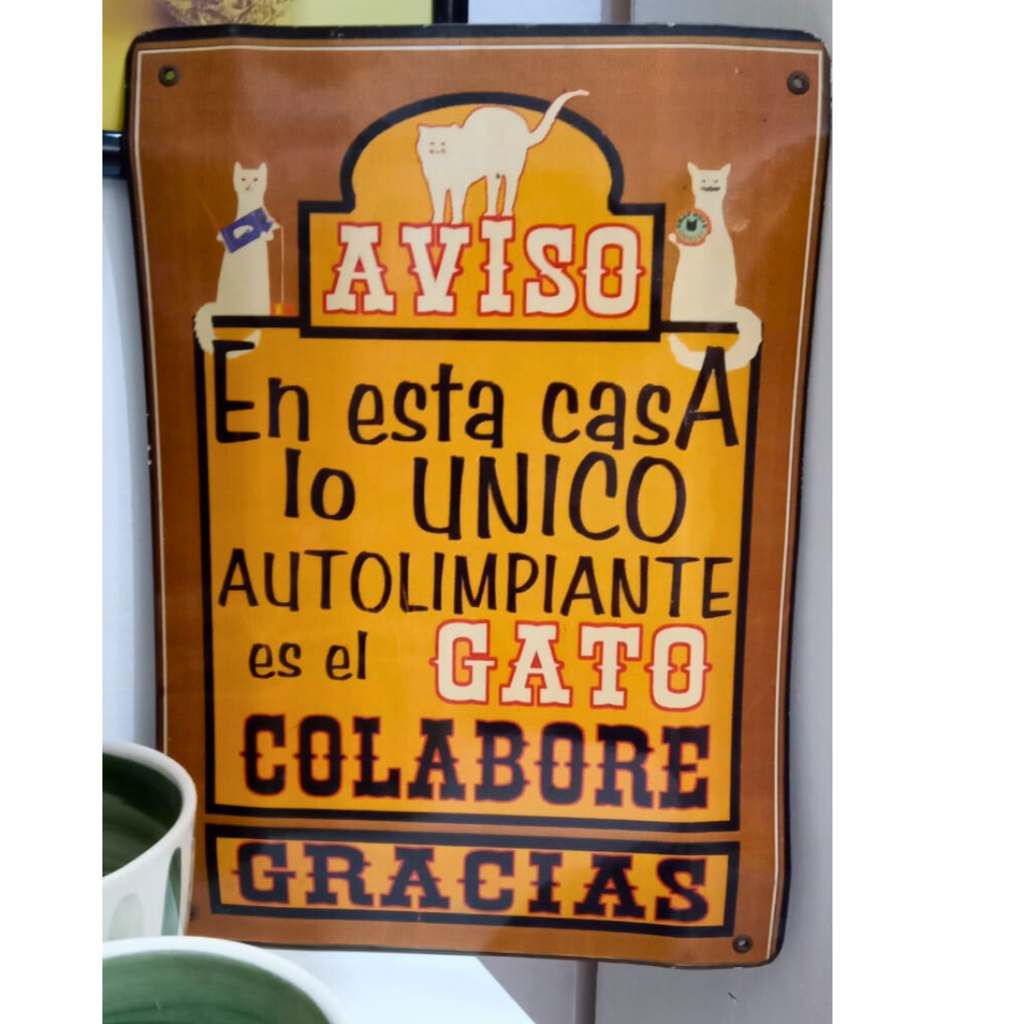 AVISO
En esta casA
lo UNICO
AUTOLIMPIANTE
es el GATO
COLABORE
GRACIAS